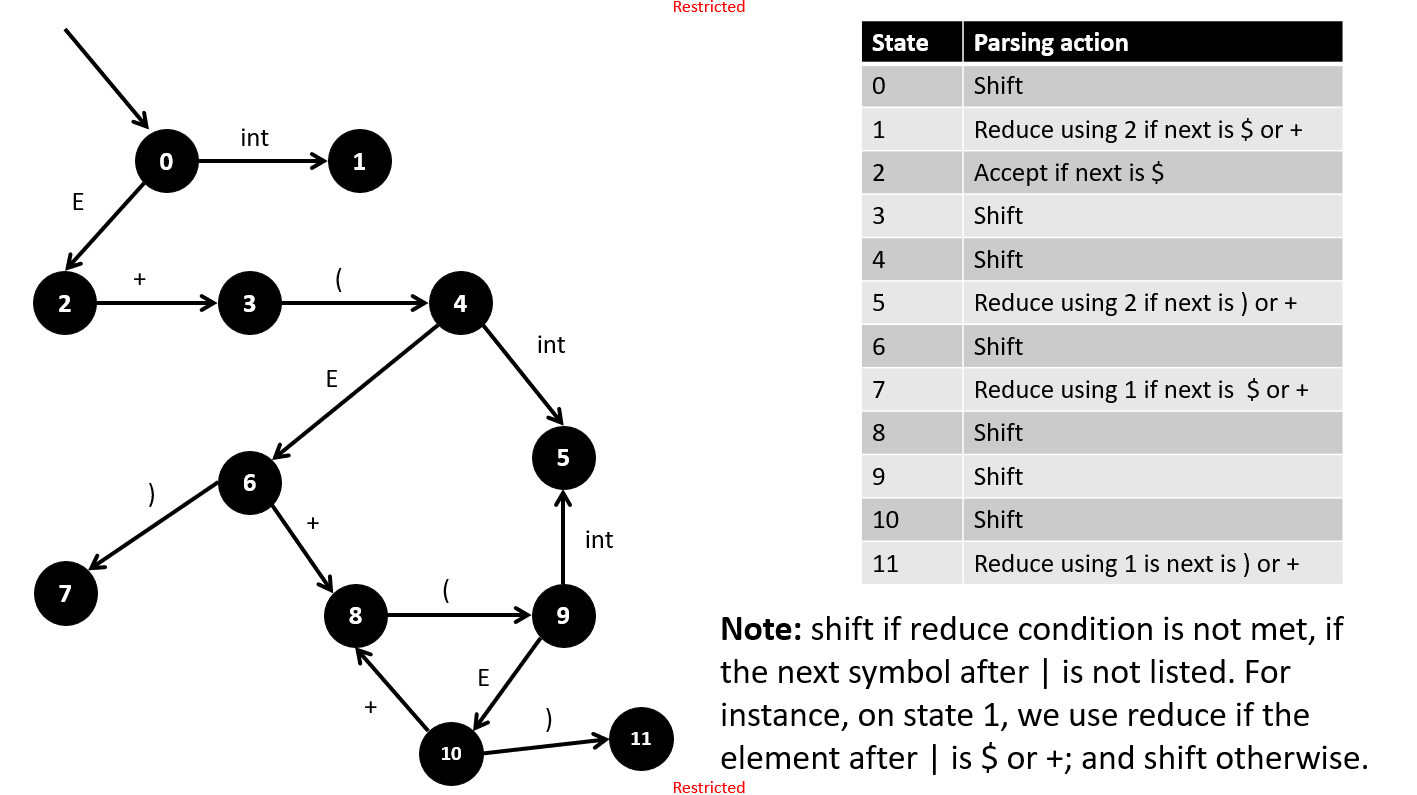 Restricted
State Parsing action
0 Shift
1 Reduce using 2 if next is $ or +
2 Accept if next is $
3 Shift
4 Shift
5 Reduce using 2 if next is ) or +
6 Shift
7 Reduce using 1 if next is  $ or +
8 Shift
9 Shift
10 Shift
11 Reduce using 1 is next is ) or +
int
0
1
E
+
(
2
3
4
int
E
5
6
)
+
int
7
(
8
9
E
+
)
10
11
Note: shift if reduce condition is not met, if
the next symbol after | is not listed. For
instance, on state 1, we use reduce if the
element after | is $ or +; and shift otherwise.
Restricted